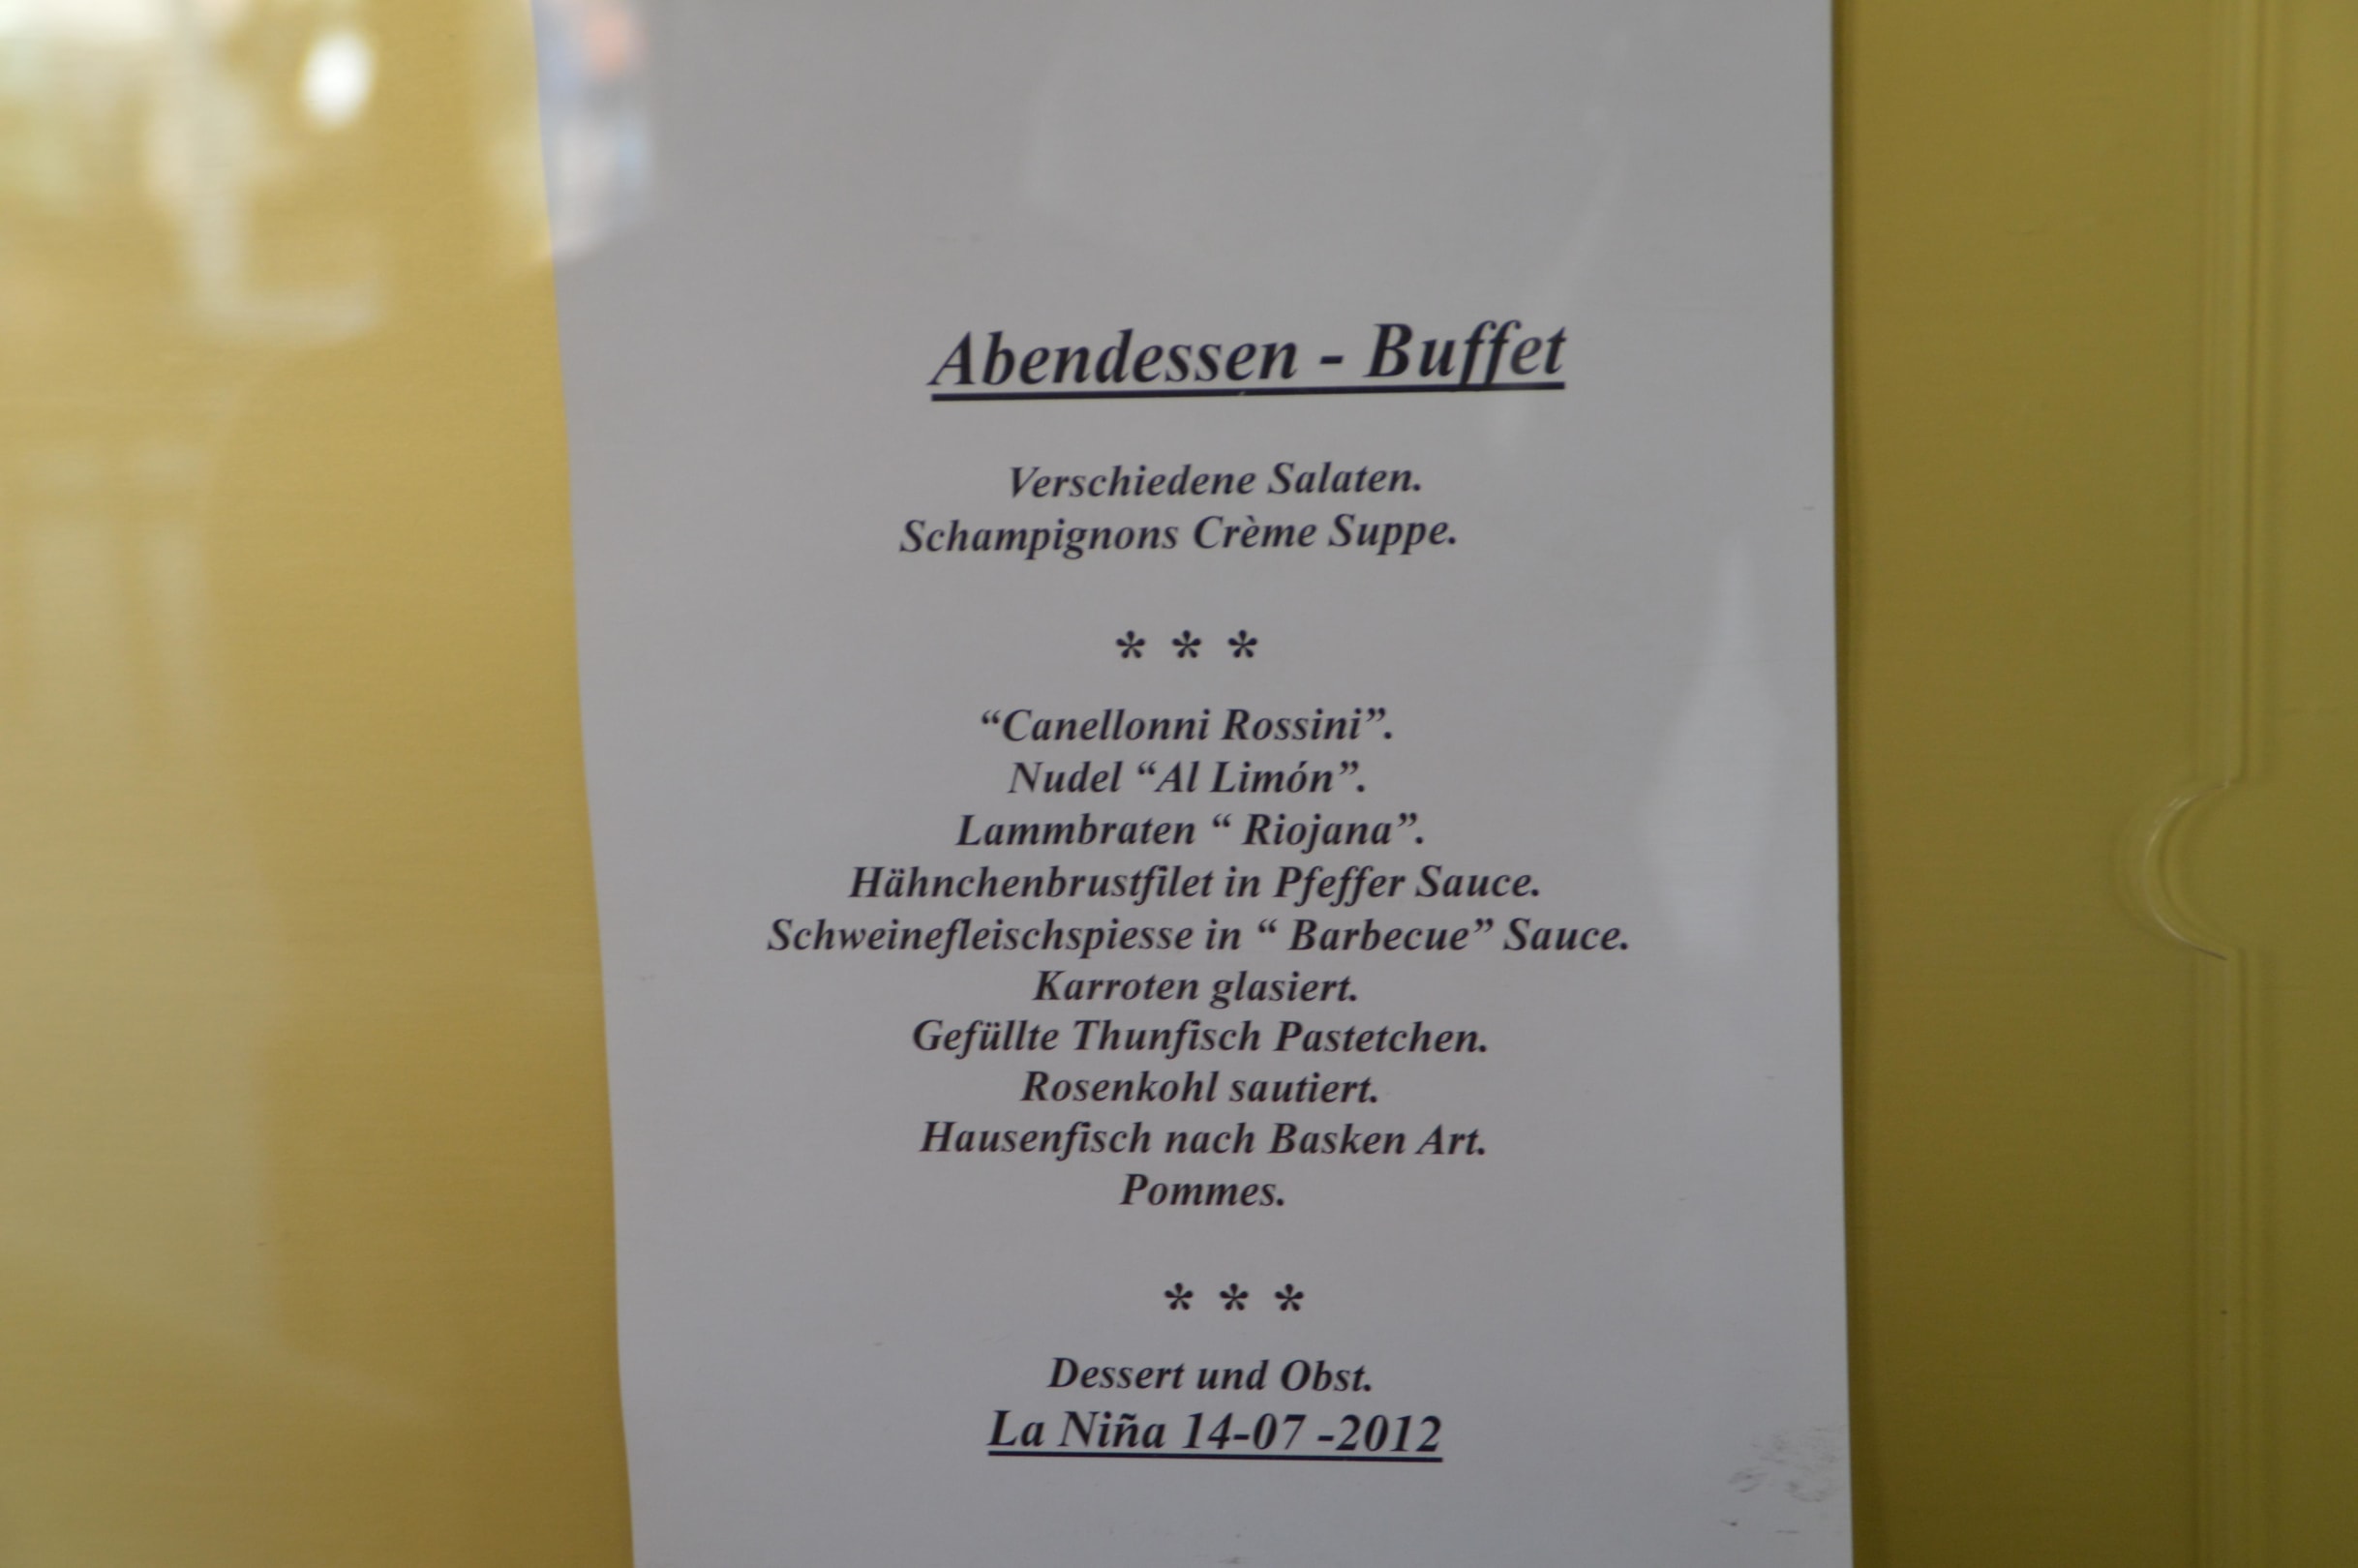 Abendessen - Buffet
Verschiedene Salaten.
Schampignons Crème Suppe.
* * *
“Canellonni Rossini”.
Nudel “Al Limón”.
Lammbraten “ Riojana”.
Hähnchenbrustfilet in Pfeffer Sauce.
Schweinefleischspiesse in “ Barbecue” Sauce.
Karroten glasiert.
Gefüllte Thunfisch Pastetchen.
Rosenkohl sautiert.
Hausenfisch nach Basken Art.
Pommes.
* * *
Dessert und Obst.
La Niña 14-07 -2012